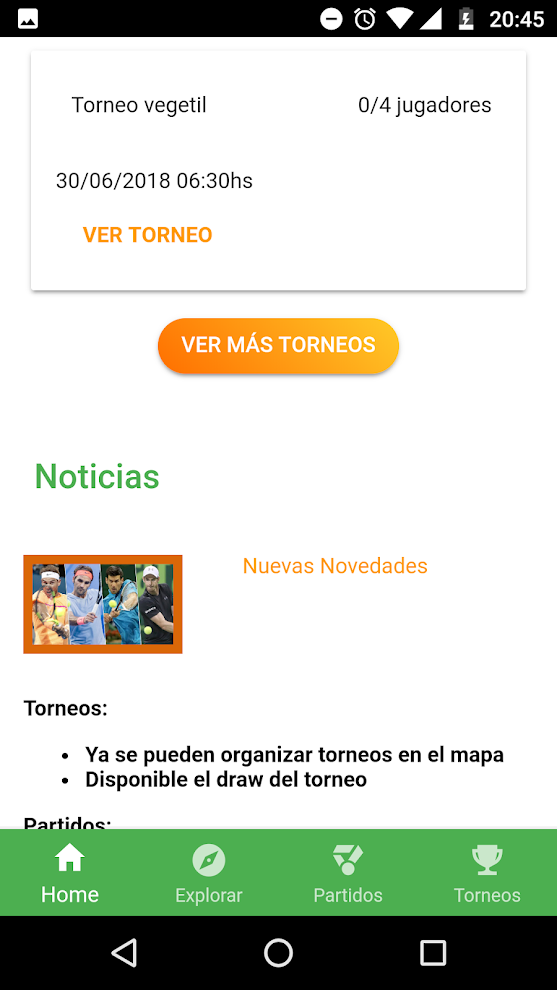 20:45
Torneo vegetil 0/4 jugadores
30/06/2018 06:30hs
VER TORNEO
VER MÁS TORNEOS
Noticias
Nuevas Novedades
Torneos:
• Ya se pueden organizar torneos en el mapa
• Disponible el draw del torneo
Partidos:
Home Explorar Partidos Torneos